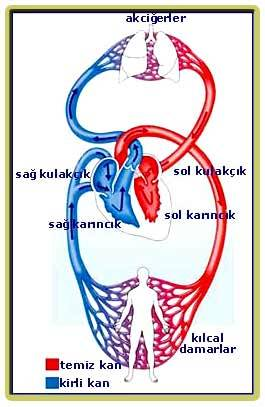 akciğerler
sağ kulakçık
sol kulakçık
sağ karıncık
sol karıncık
kılcal
damarlar
temiz kan
kirli kan